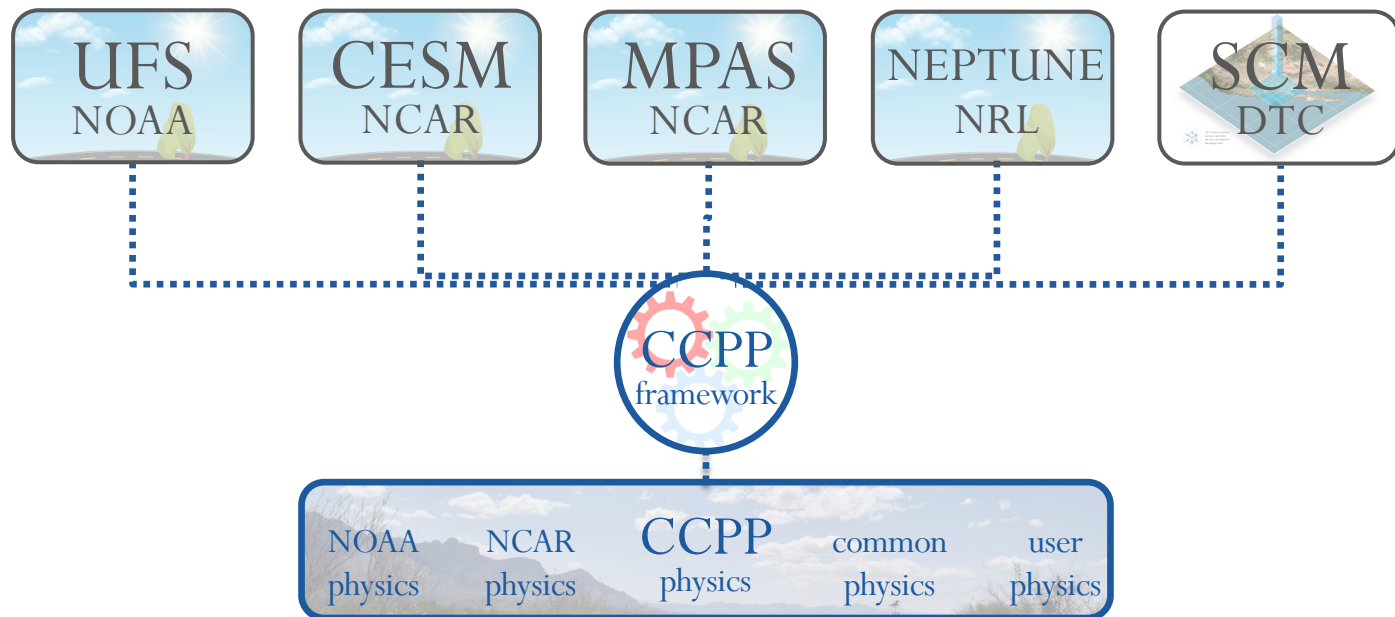 UFS
NOAA
CESM
NCAR
MPAS
NCAR
NEPTUNE
NRL
SCM
DTC
CCPP
framework
NOAA
physics
NCAR
physics
CCPP
physics
common
physics
user
physics